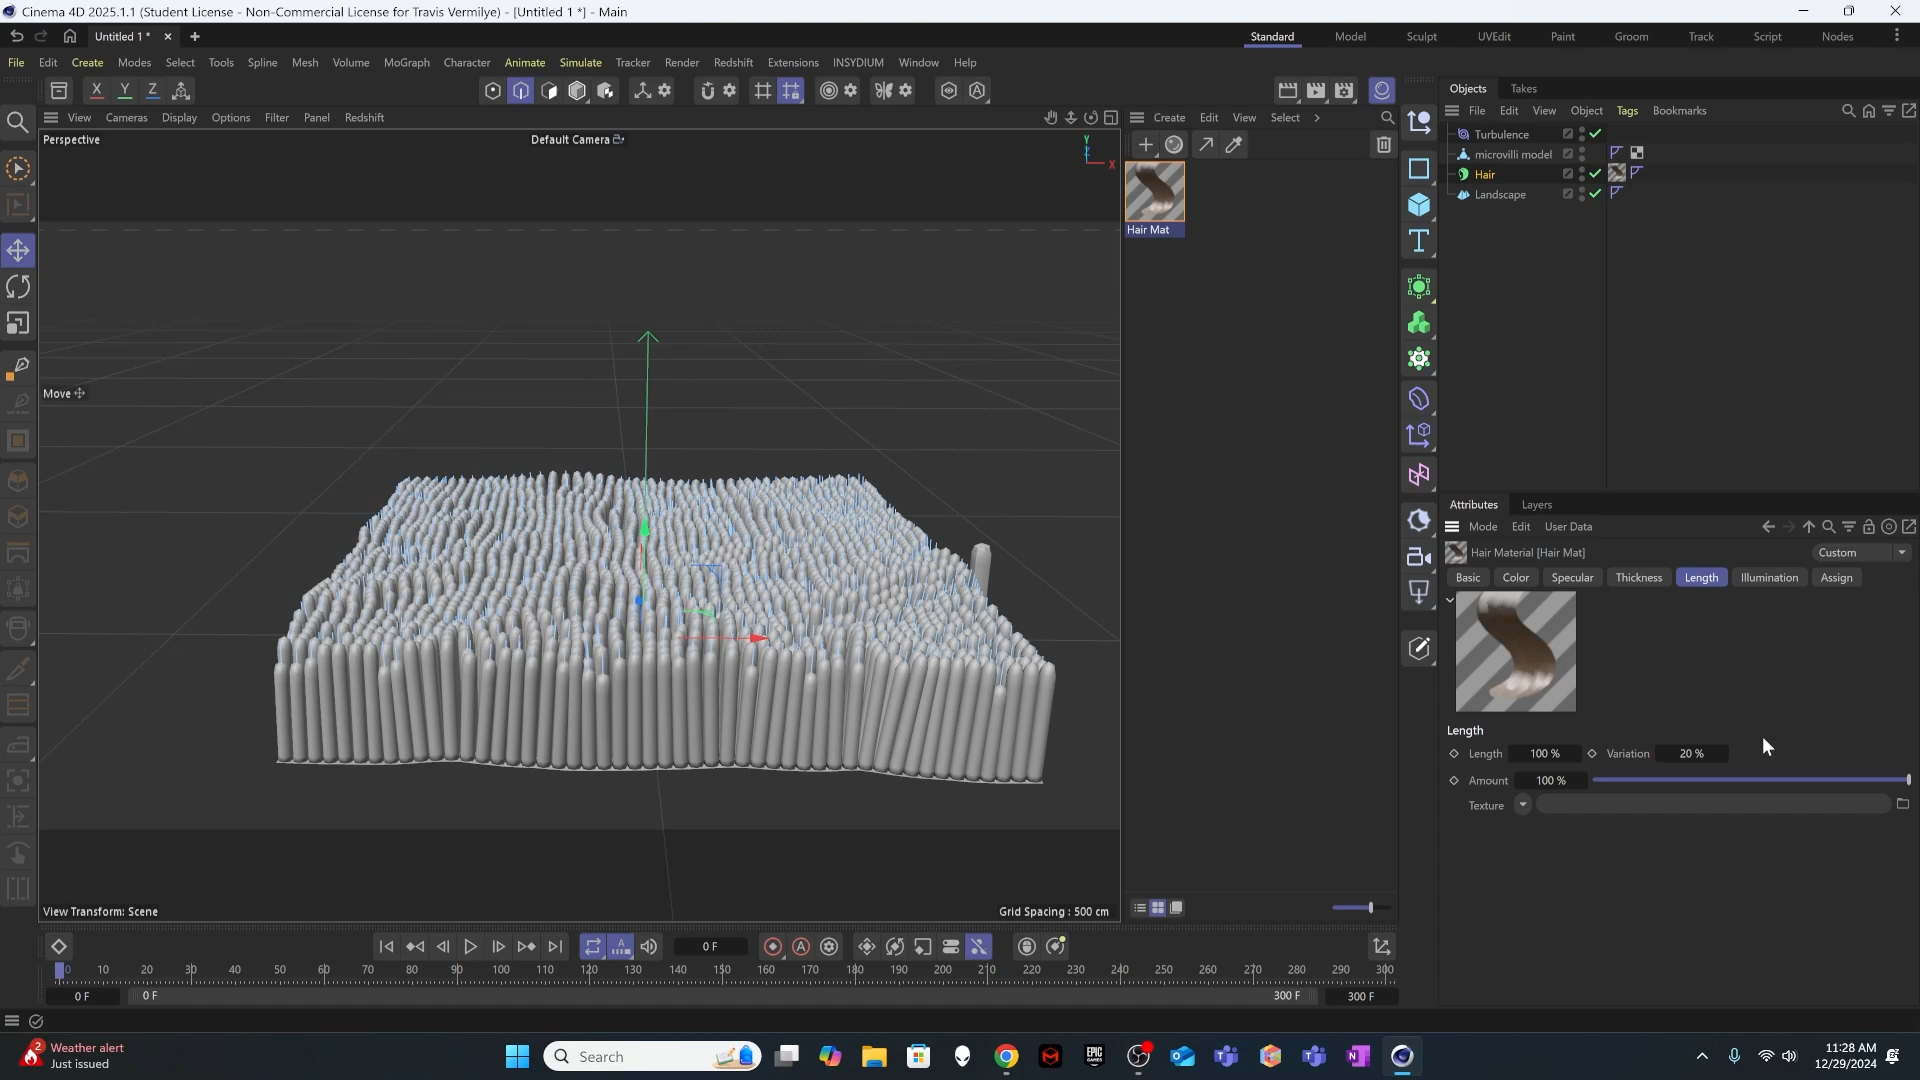 Cinema 4D 2025.1.1 (Student License - Non-Commercial License for Travis Vermilye) - [Untitled 1 *] - Main
Untitled 1 *
Standard Model Sculpt UVEdit Paint Groom Track Script Nodes
File Edit Create Modes Select Tools Spline Mesh Volume MoGraph Character Animate Simulate Tracker Render Redshift Extensions INSYDIUM Window Help
X Y Z
View Cameras Display Options Filter Panel Redshift
Perspective
Default Camera
Y
Z
X
Move
View Transform: Scene
Grid Spacing : 500 cm
Create Edit View Select
Hair Mat
Objects Takes
File Edit View Object Tags Bookmarks
Turbulence
microvilli model
Hair
Landscape
Attributes Layers
Mode Edit User Data
Hair Material [Hair Mat]
Custom
Basic Color Specular Thickness Length Illumination Assign
Length
Length 100 % Variation 20 %
Amount 100 %
Texture
0 F
0 10 20 30 40 50 60 70 80 90 100 110 120 130 140 150 160 170 180 190 200 210 220 230 240 250 260 270 280 290 300
0 F 0 F 300 F 300 F
2
Weather alert
Just issued
Search
11:28 AM
12/29/2024